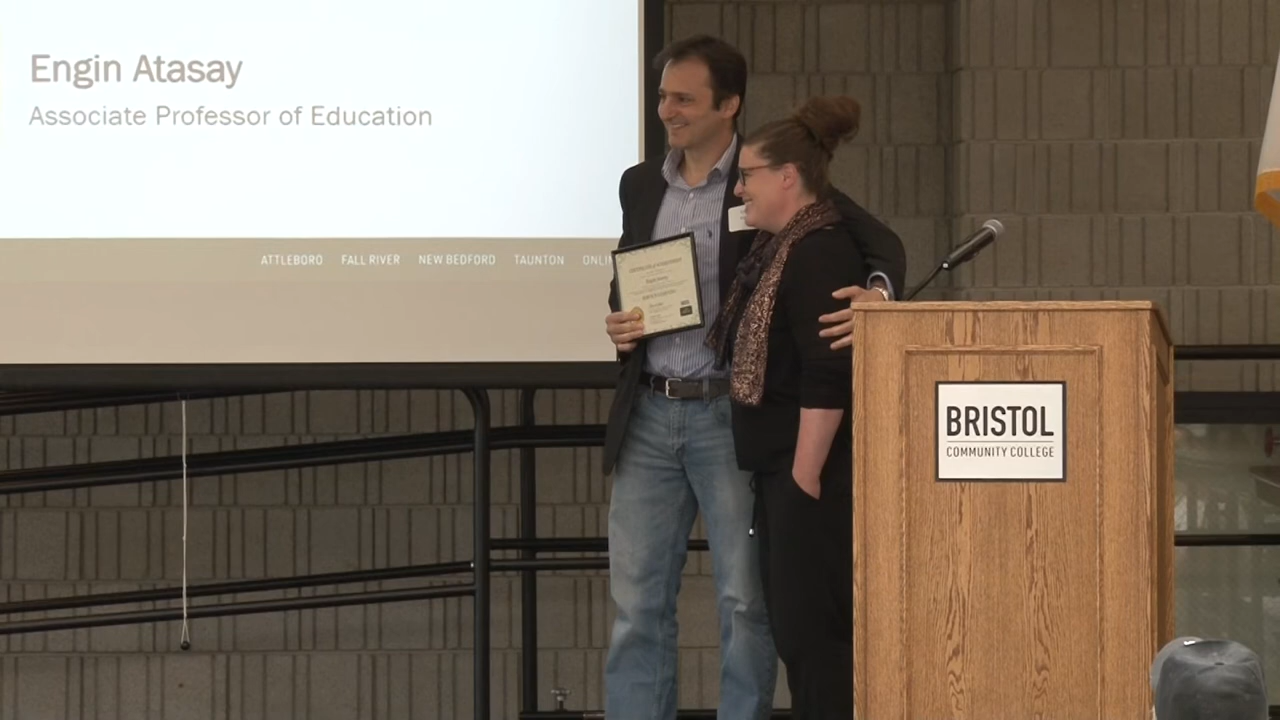 Engin Atasay
Associate Professor of Education
ATTLEBORO FALL RIVER NEW BEDFORD TAUNTON
BRISTOL
COMMUNITY COLLEGE